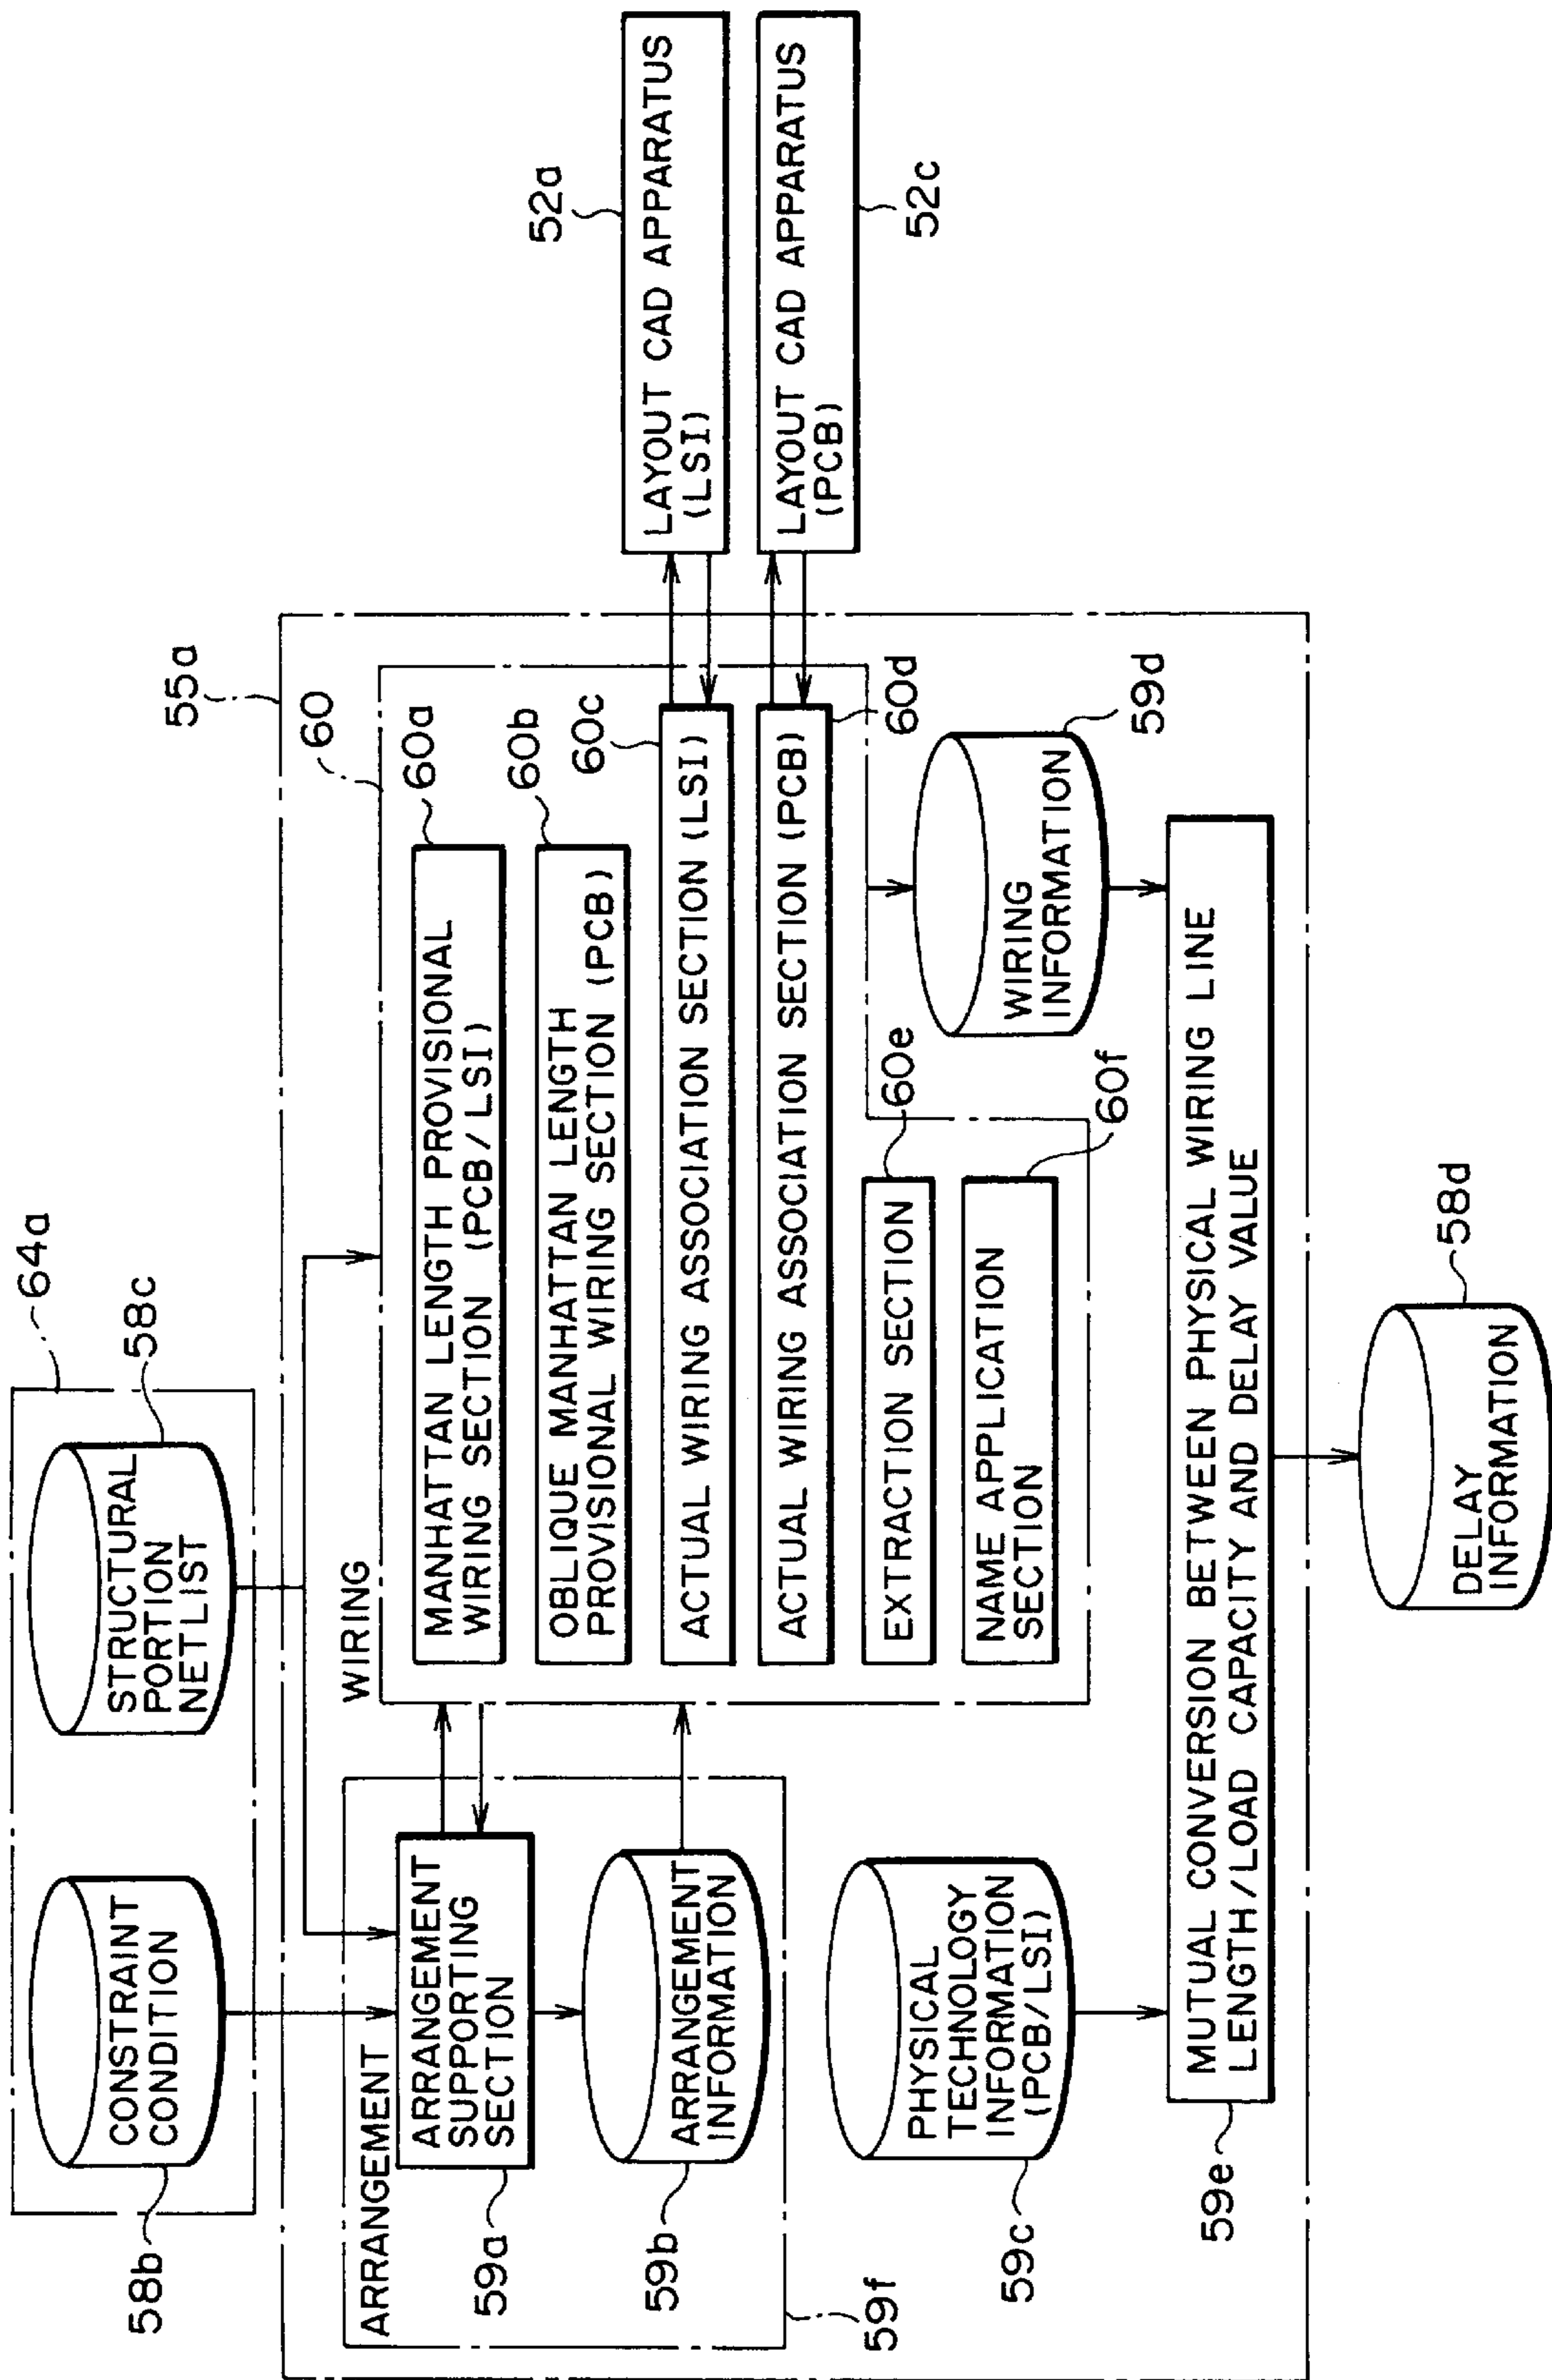 64a
58b
CONSTRAINT
CONDITION
58c
STRUCTURAL
PORTION
NETLIST
55a
ARRANGEMENT
59a
ARRANGEMENT
SUPPORTING
SECTION
59b
ARRANGEMENT
INFORMATION
59f
WIRING
60
60a
MANHATTAN LENGTH PROVISIONAL
WIRING SECTION (PCB/LSI)
60b
OBLIQUE MANHATTAN LENGTH
PROVISIONAL WIRING SECTION (PCB)
60c
ACTUAL WIRING ASSOCIATION SECTION (LSI)
ACTUAL WIRING ASSOCIATION SECTION (PCB)
60d
EXTRACTION SECTION
60e
NAME APPLICATION
SECTION
60f
52a
LAYOUT CAD APPARATUS
(LSI)
LAYOUT CAD APPARATUS
(PCB)
52c
59c
PHYSICAL
TECHNOLOGY
INFORMATION
(PCB/LSI)
WIRING
INFORMATION
59d
59e
MUTUAL CONVERSION BETWEEN PHYSICAL WIRING LINE
LENGTH/LOAD CAPACITY AND DELAY VALUE
DELAY
INFORMATION
58d